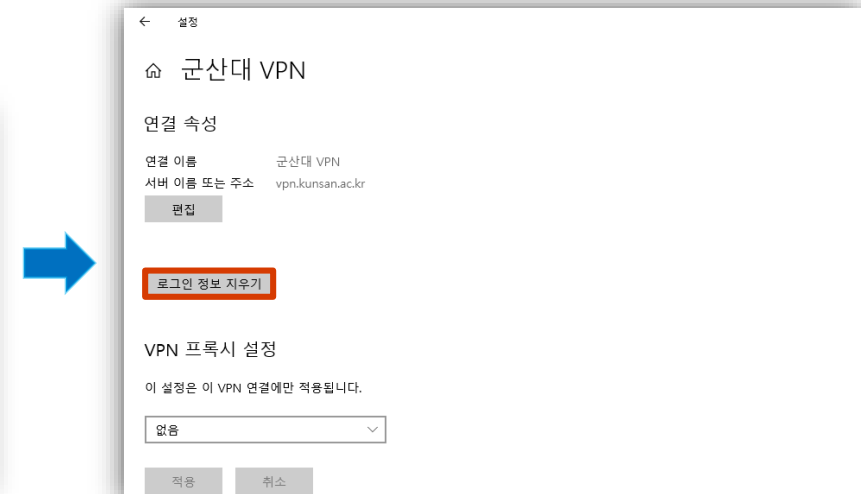 ← 설정
군산대 VPN
연결 속성
연결 이름 군산대 VPN
서버 이름 또는 주소 vpn.kunsan.ac.kr
편집
로그인 정보 지우기
VPN 프록시 설정
이 설정은 이 VPN 연결에만 적용됩니다.
없음
적용 취소